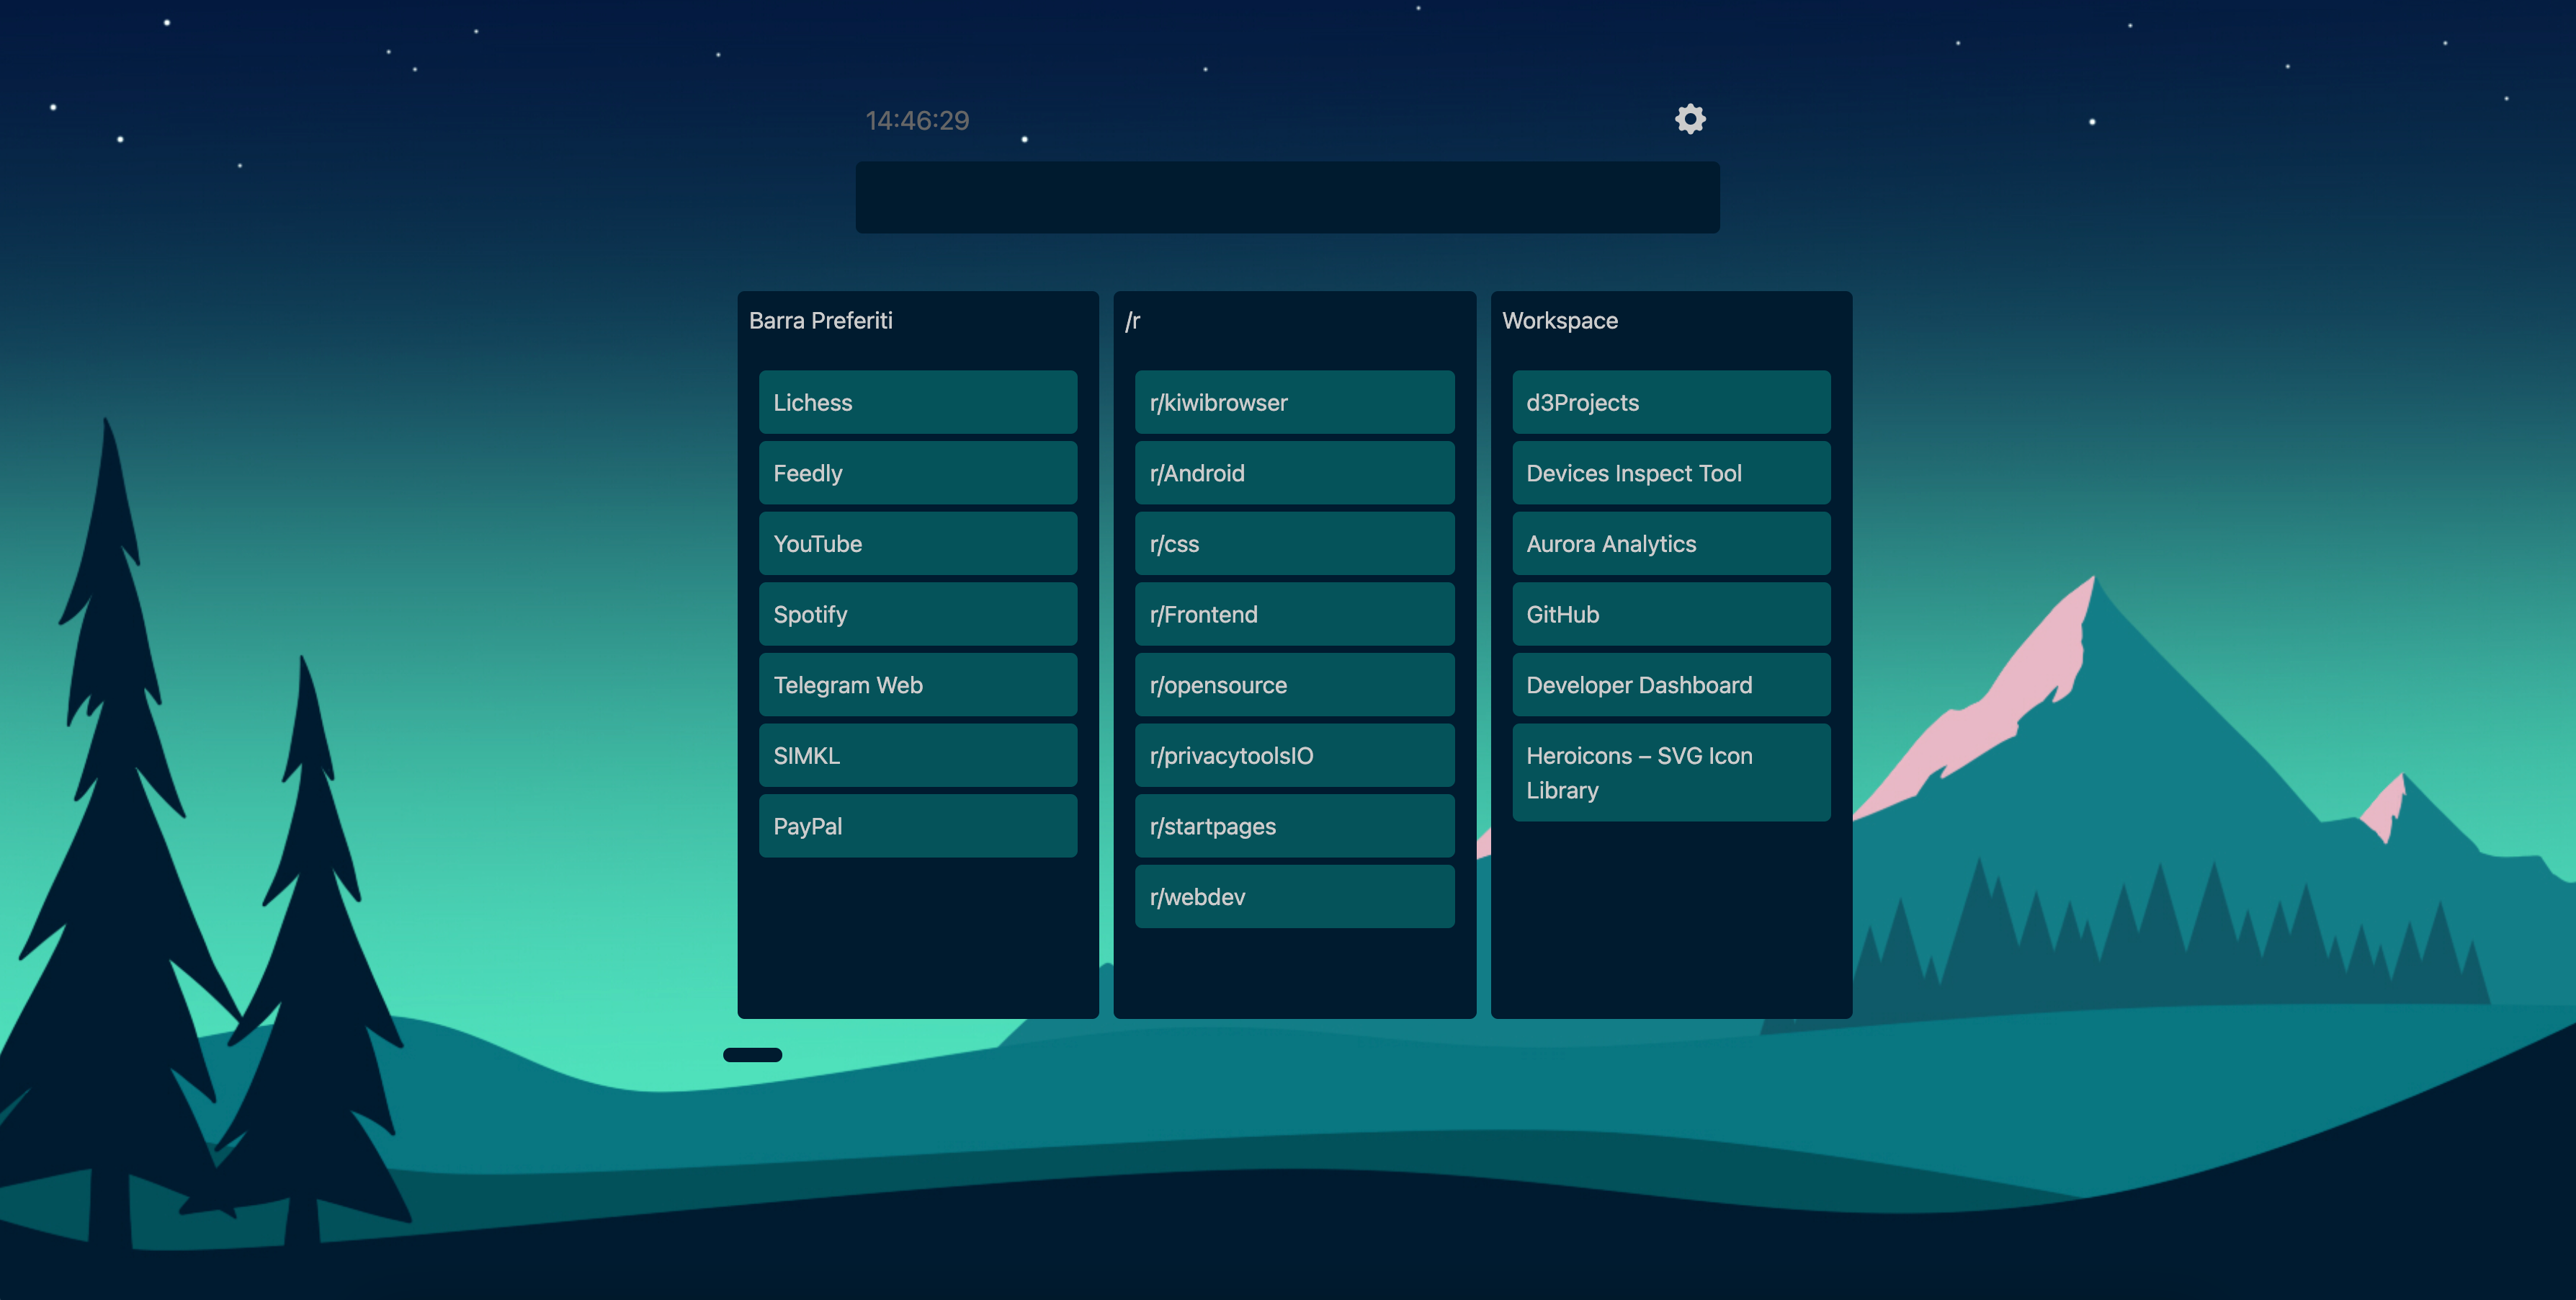 14:46:29
Barra Preferiti
Lichess
Feedly
YouTube
Spotify
Telegram Web
SIMKL
PayPal
/r
r/kiwibrowser
r/Android
r/css
r/Frontend
r/opensource
r/privacytoolsIO
r/startpages
r/webdev
Workspace
d3Projects
Devices Inspect Tool
Aurora Analytics
GitHub
Developer Dashboard
Heroicons – SVG Icon
Library